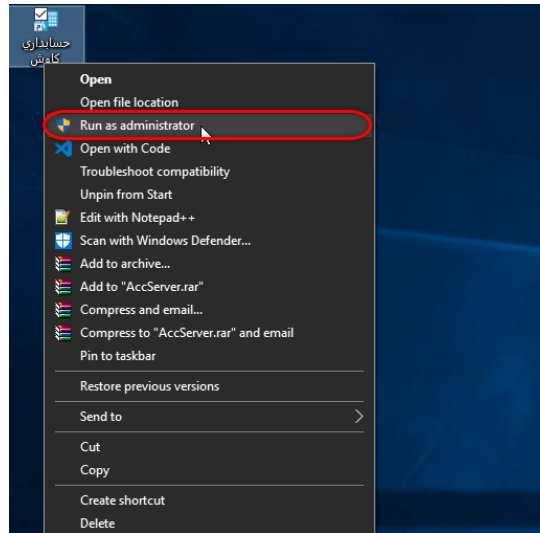 حسابداري
كاوش
Open
Open file location
Run as administrator
Open with Code
Troubleshoot compatibility
Unpin from Start
Edit with Notepad++
Scan with Windows Defender...
Add to archive...
Add to "AccServer.rar"
Compress and email...
Compress to "AccServer.rar" and email
Pin to taskbar
Restore previous versions
Send to
Cut
Copy
Create shortcut
Delete